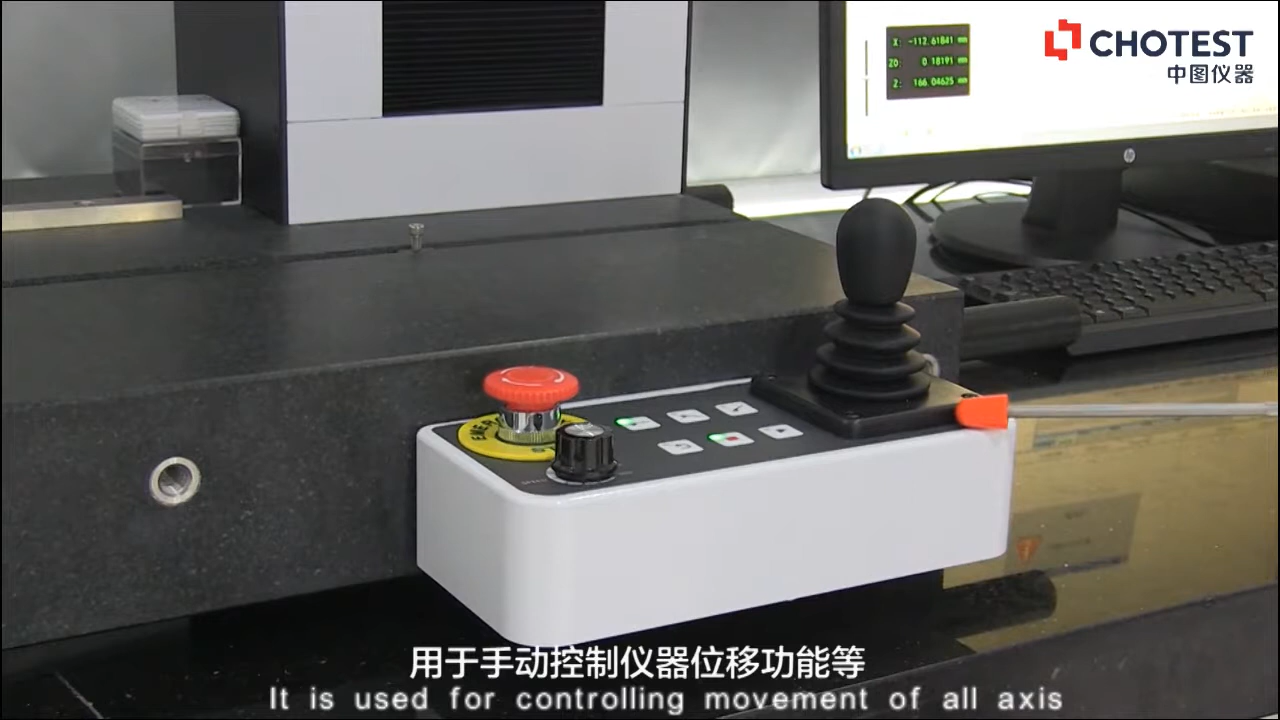 CHOTEST
中图仪器
X: -112.61841 mm
Z0: 0.18191 mm
Z: 166.04625 mm
用于手动控制仪器位移功能等
It is used for controlling movement of all axis